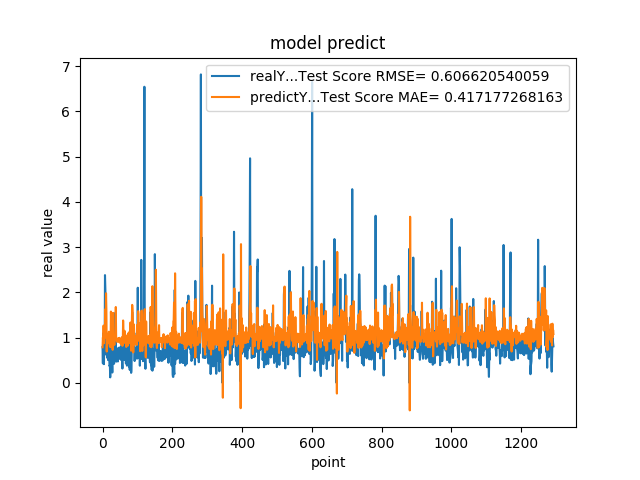 model predict
realY...Test Score RMSE= 0.606620540059
predictY...Test Score MAE= 0.417177268163
real value
7
6
5
4
3
2
1
0
0 200 400 600 800 1000 1200
point